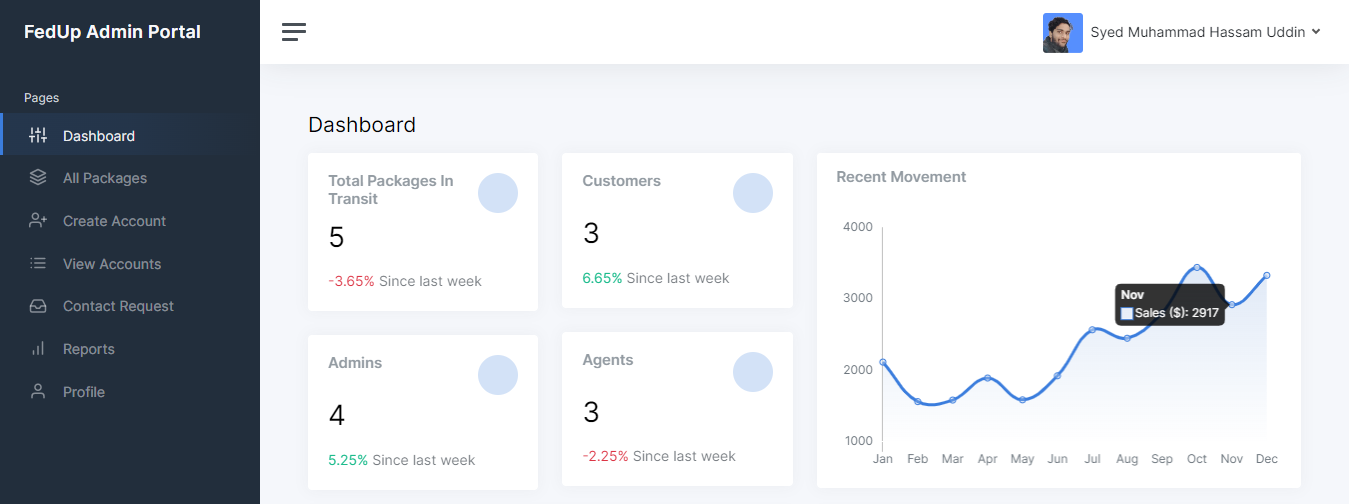 FedUp Admin Portal
Syed Muhammad Hassam Uddin
Pages
Dashboard
All Packages
Create Account
View Accounts
Contact Request
Reports
Profile
Dashboard
Total Packages In
Transit
5
-3.65% Since last week
Customers
3
6.65% Since last week
Admins
4
5.25% Since last week
Agents
3
-2.25% Since last week
Recent Movement
4000
3000
2000
1000
Nov
Sales ($): 2917
Jan Feb Mar Apr May Jun Jul Aug Sep Oct Nov Dec